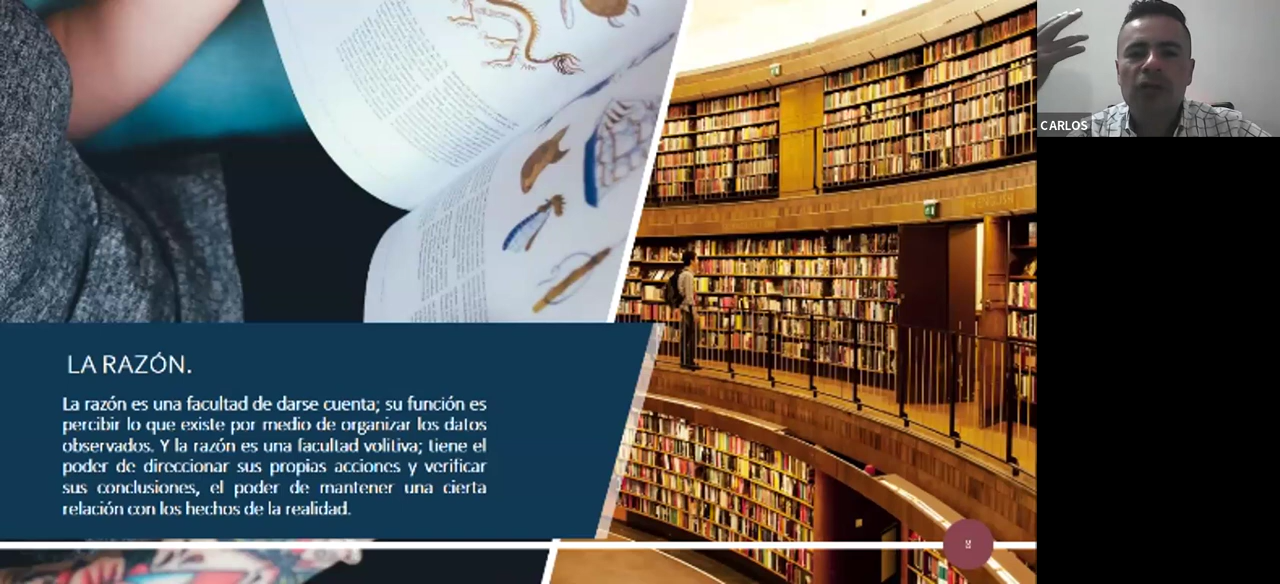 CARLOS
LA RAZÓN.
La razón es una facultad de darse cuenta; su función es
percibir lo que existe por medio de organizar los datos
observados. Y la razón es una facultad volitiva; tiene el
poder de direccionar sus propias acciones y verificar
sus conclusiones, el poder de mantener una cierta
relación con los hechos de la realidad.